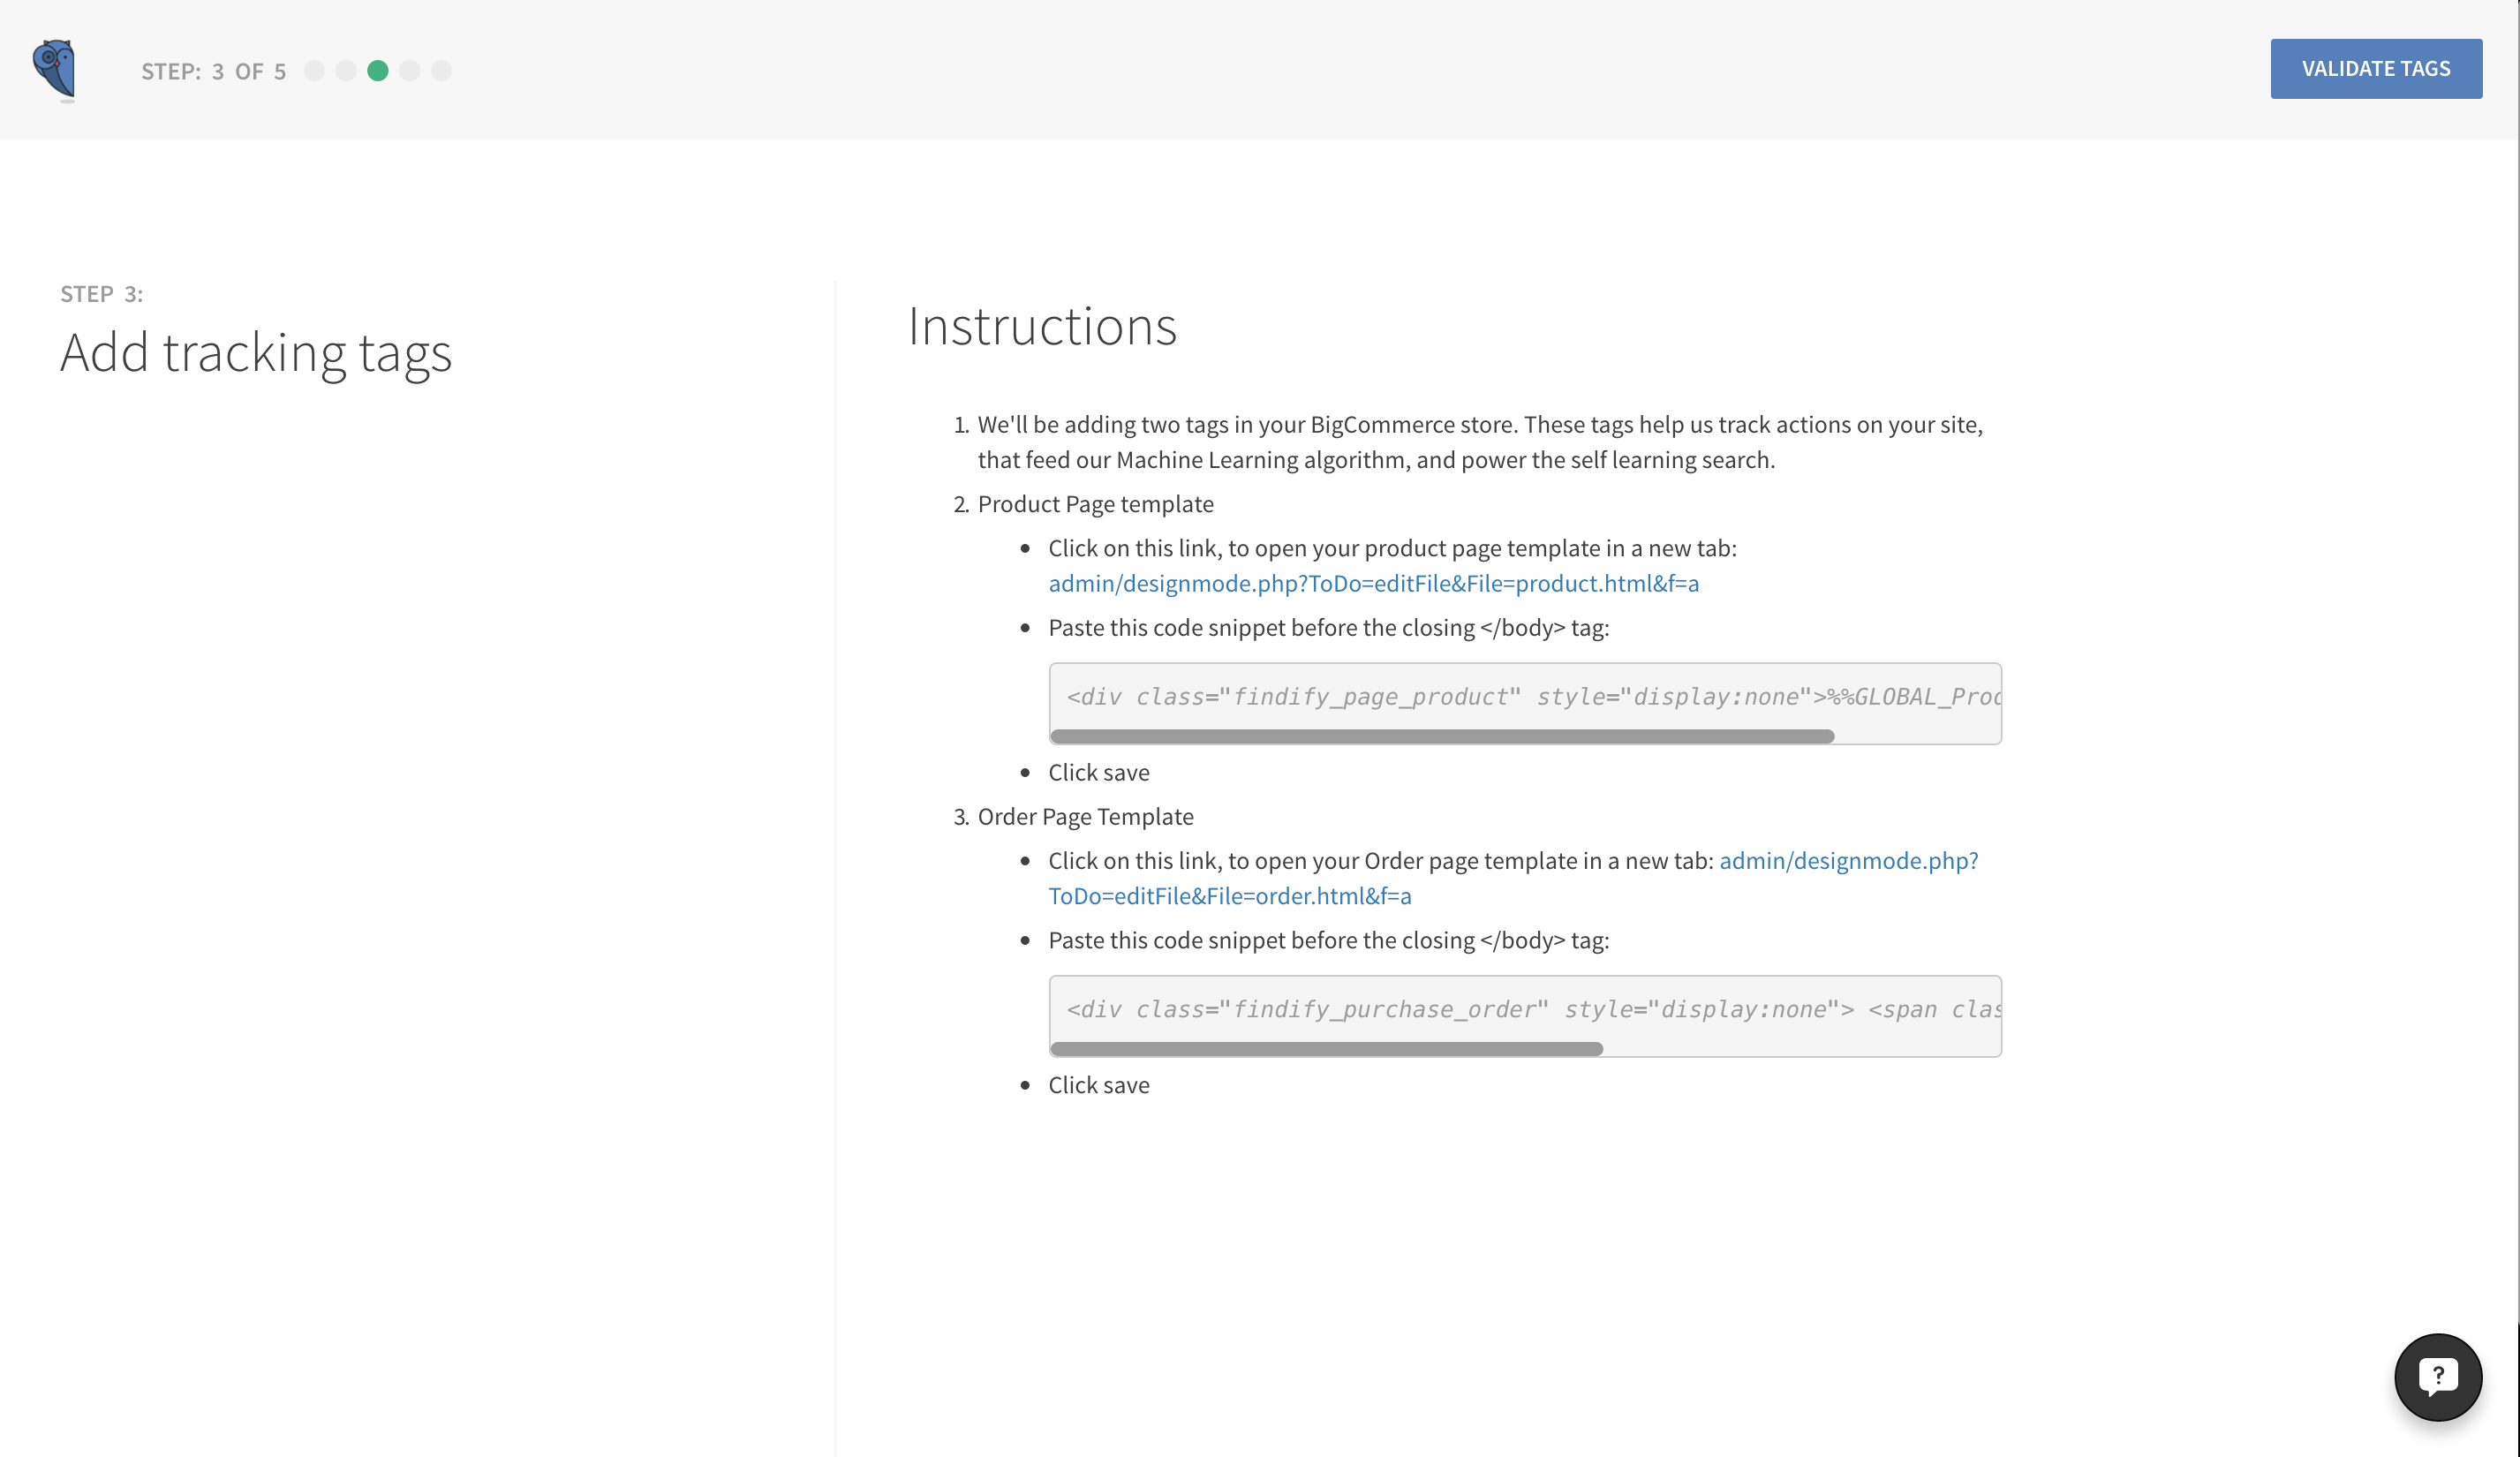 STEP: 3 OF 5
VALIDATE TAGS
STEP 3:
Add tracking tags
Instructions
1. We'll be adding two tags in your BigCommerce store. These tags help us track actions on your site,
that feed our Machine Learning algorithm, and power the self learning search.
2. Product Page template
• Click on this link, to open your product page template in a new tab:
admin/designmode.php?ToDo=editFile&File=product.html&f=a
• Paste this code snippet before the closing </body> tag:
<div class="findify_page_product" style="display:none">%%GLOBAL_Prod
• Click save
3. Order Page Template
• Click on this link, to open your Order page template in a new tab: admin/designmode.php?
ToDo=editFile&File=order.html&f=a
• Paste this code snippet before the closing </body> tag:
<div class="findify_purchase_order" style="display:none"> <span clas
• Click save
?